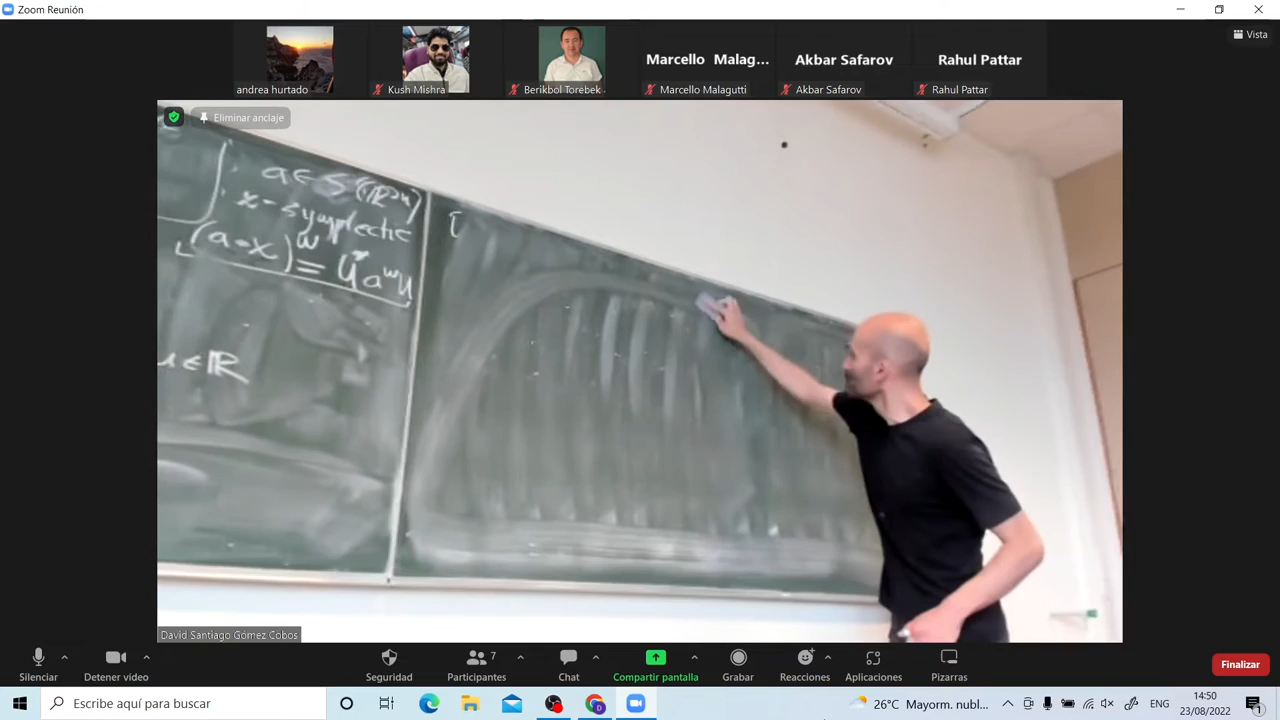 Zoom Reunión
Vista
Marcello Malag...
Akbar Safarov
Rahul Pattar
andrea hurtado
Kush Mishra
Berikbol Torebek
Marcello Malagutti
Akbar Safarov
Rahul Pattar
Eliminar anclaje
a ∈ S(ℝ²ⁿ)
x - symplectic
(a∘x)ʷ = U*aʷU
∈ ℝ
David Santiago Gómez Cobos
Silenciar
Detener video
Seguridad
7
Participantes
Chat
Compartir pantalla
Grabar
Reacciones
Aplicaciones
Pizarras
Finalizar
Escribe aquí para buscar
26°C Mayorm. nubl...
ENG
14:50
23/08/2022
1